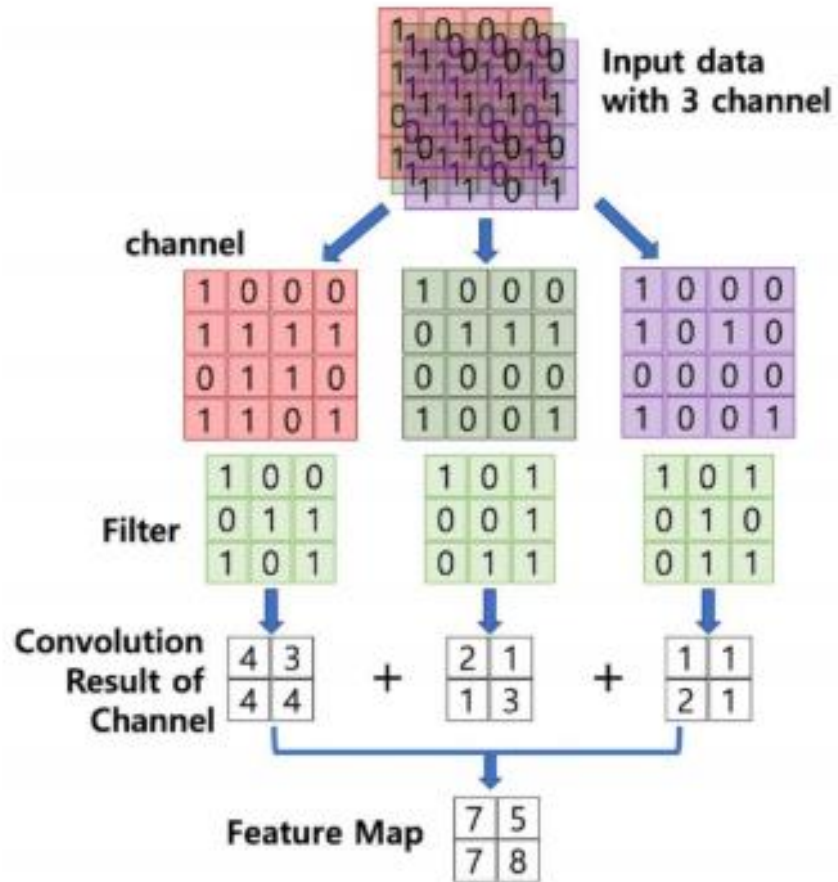 Input data
with 3 channel
channel
1 0 0 0 1 0 0 0 1 0 0 0
1 1 1 1 0 1 1 1 1 0 1 0
0 1 1 0 0 0 0 0 0 0 0 0
1 1 0 1 1 0 0 1 1 0 0 1
Filter
1 0 0 1 0 1 1 0 1
0 1 1 0 0 1 0 1 0
1 0 1 0 1 1 0 1 1
Convolution
Result of
Channel
4 3 + 2 1 + 1 1
4 4 1 3 2 1
Feature Map
7 5
7 8